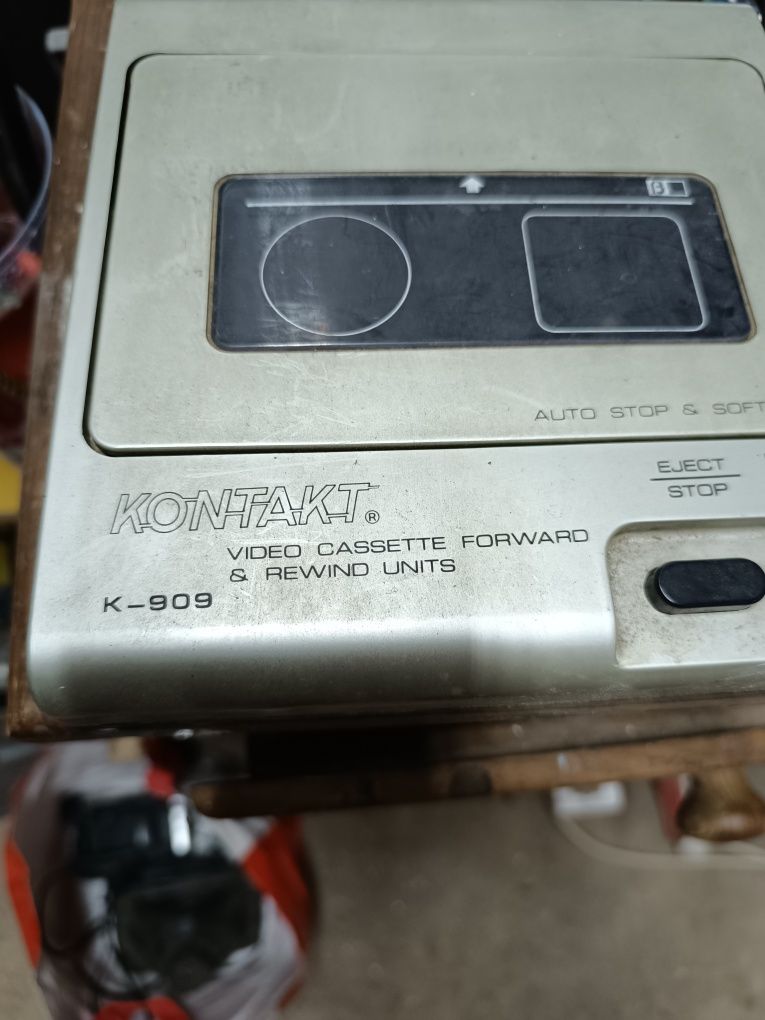 β
AUTO STOP & SOFT
EJECT
STOP
KONTAKT®
VIDEO CASSETTE FORWARD
& REWIND UNITS
K-909